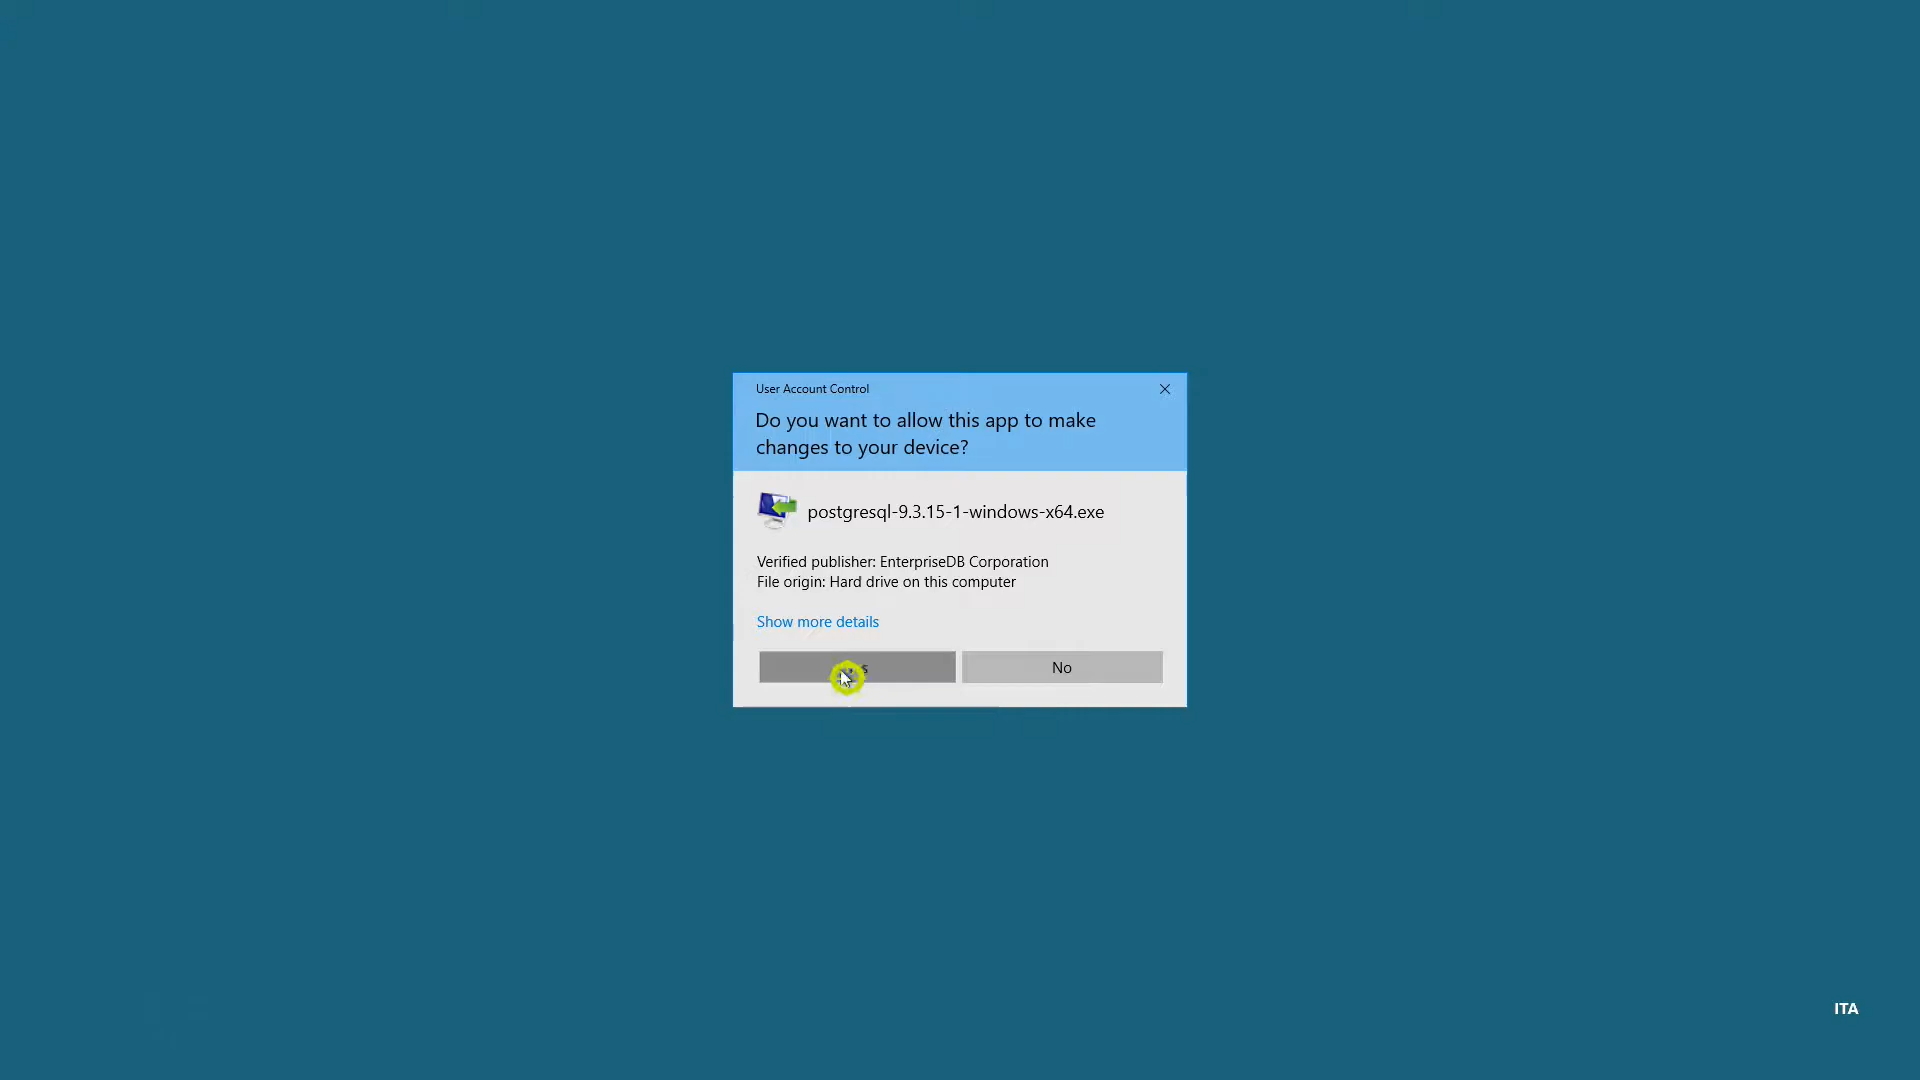 User Account Control
Do you want to allow this app to make
changes to your device?
postgresql-9.3.15-1-windows-x64.exe
Verified publisher: EnterpriseDB Corporation
File origin: Hard drive on this computer
Show more details
No
ITA